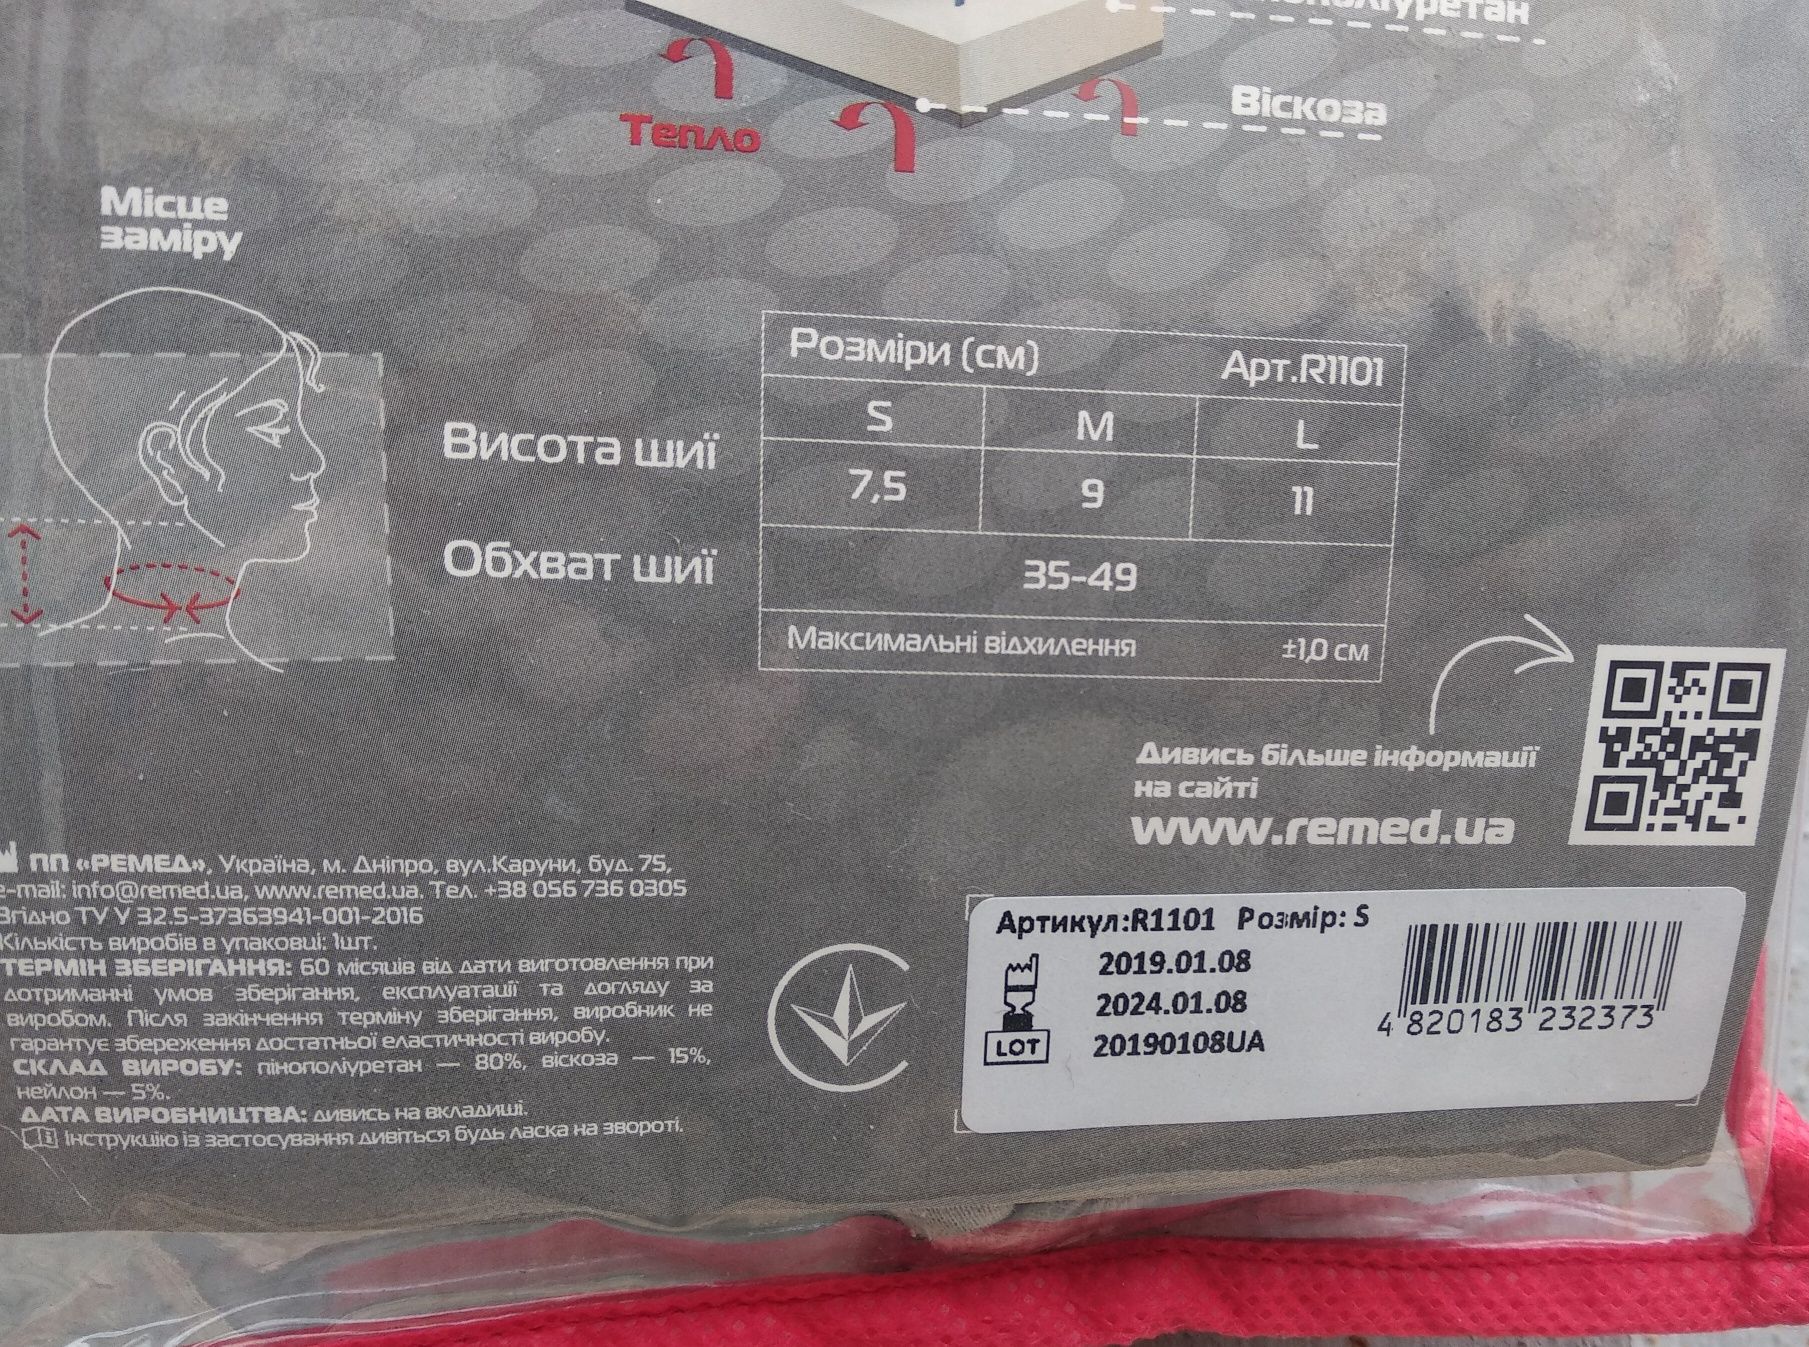 Віскоза
Тепло
Місце
заміру
Розміри (см) Арт.R1101
S M L
Висота шиї 7,5 9 11
Обхват шиї 35-49
Максимальні відхилення ±1,0 см
Дивись більше інформації
на сайті
www.remed.ua
ПП «РЕМЕД», Україна, м. Дніпро, вул.Каруни, буд. 75,
e-mail: info@remed.ua, www.remed.ua. Тел. +38 056 736 0305
Згідно ТУ У 32.5-37363941-001-2016
Кількість виробів в упаковці: 1шт.
ТЕРМІН ЗБЕРІГАННЯ: 60 місяців від дати виготовлення при
дотриманні умов зберігання, експлуатації та догляду за
виробом. Після закінчення терміну зберігання, виробник не
гарантує збереження достатньої еластичності виробу.
СКЛАД ВИРОБУ: пінополіуретан — 80%, віскоза — 15%,
нейлон — 5%.
ДАТА ВИРОБНИЦТВА: дивись на вкладиші.
Інструкцію із застосування дивіться будь ласка на звороті.
Артикул:R1101 Розмір: S
2019.01.08
2024.01.08
LOT 20190108UA
4 820183 232373